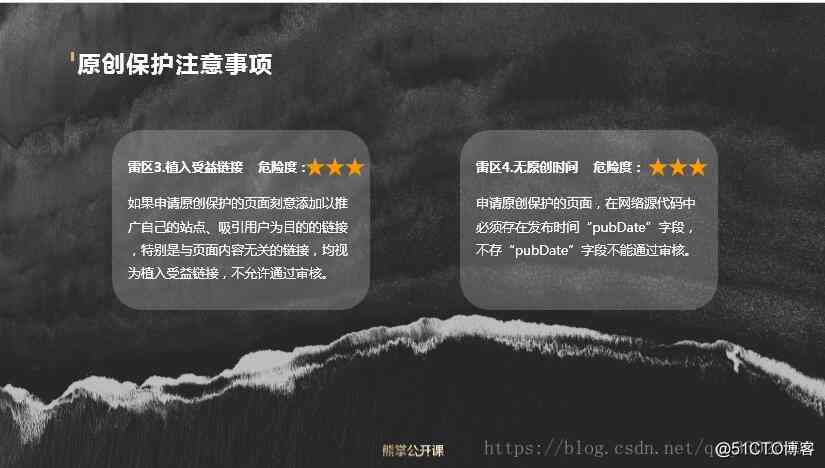 原创保护注意事项
雷区3.植入受益链接 危险度：★★★
如果申请原创保护的页面刻意添加以推
广自己的站点、吸引用户为目的的链接
，特别是与页面内容无关的链接，均视
为植入受益链接，不允许通过审核。
雷区4.无原创时间 危险度：★★★
申请原创保护的页面，在网络源代码中
必须存在发布时间“pubDate”字段，
不存“pubDate”字段不能通过审核。
熊掌公开课
https://blog.csdn.net/
@51CTO博客